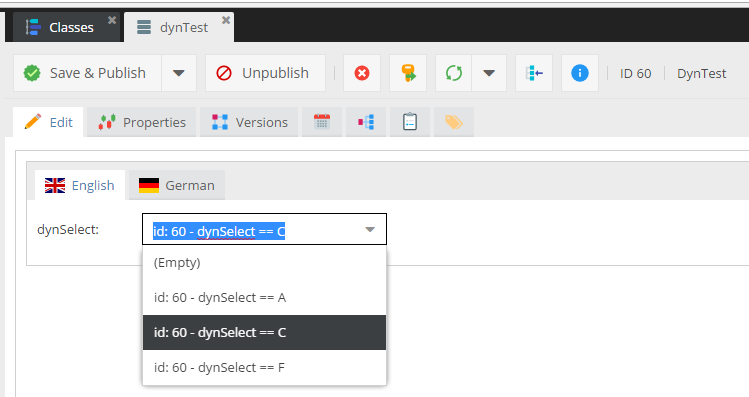 Classes
dynTest
Save & Publish
Unpublish
ID 60
DynTest
Edit
Properties
Versions
English
German
dynSelect:
id: 60 - dynSelect == C
(Empty)
id: 60 - dynSelect == A
id: 60 - dynSelect == C
id: 60 - dynSelect == F